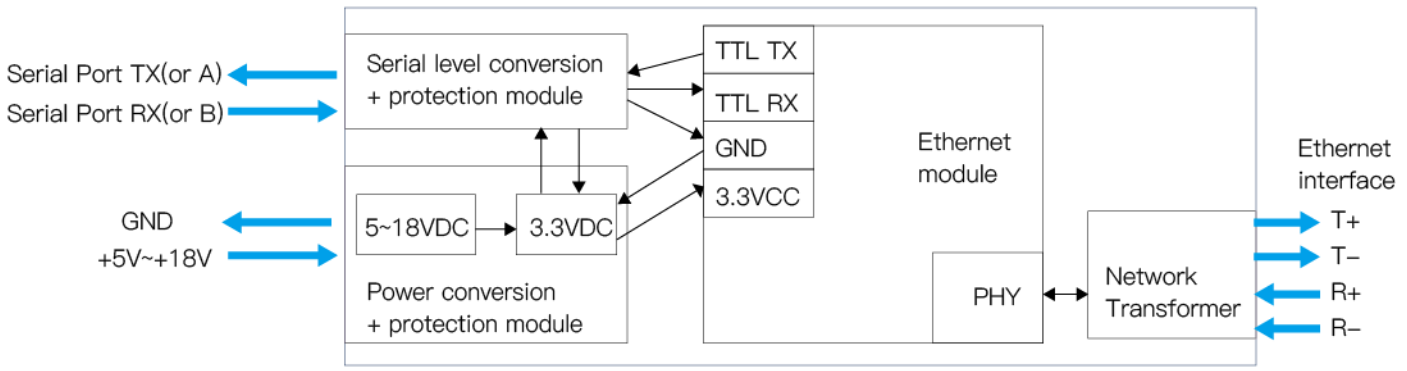 Serial Port TX(or A)
Serial Port RX(or B)
GND
+5V~+18V
Serial level conversion
+ protection module
5~18VDC
3.3VDC
Power conversion
+ protection module
TTL TX
TTL RX
GND
3.3VCC
Ethernet
module
PHY
Network
Transformer
Ethernet
interface
T+
T−
R+
R−